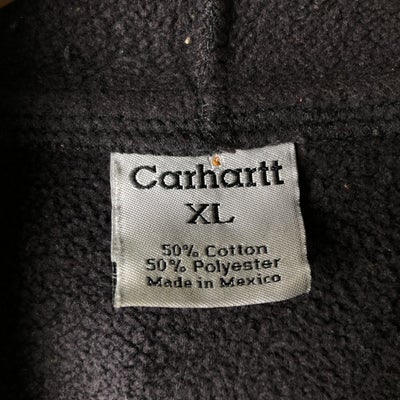 Carhartt
XL
50% Cotton
50% Polyester
Made in Mexico